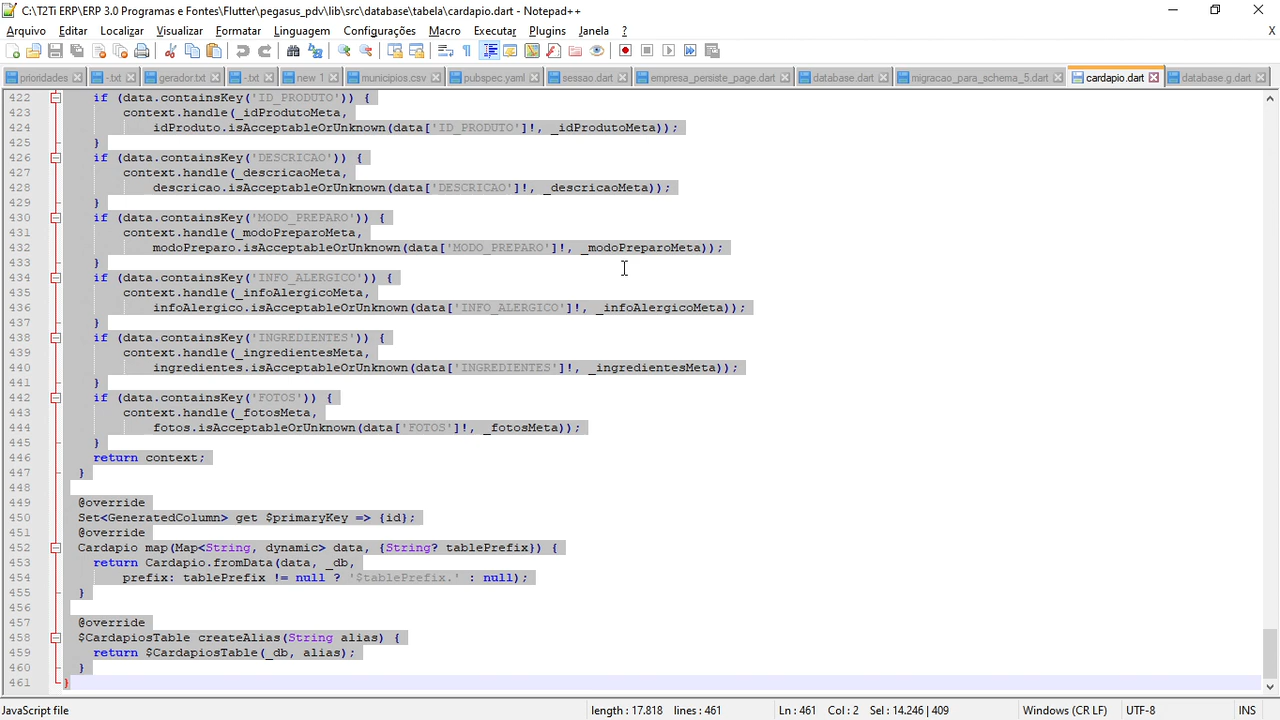 C:\T2Ti ERP\ERP 3.0 Programas e Fontes\Flutter\pegasus_pdv\lib\src\database\tabela\cardapio.dart - Notepad++
Arquivo Editar Localizar Visualizar Formatar Linguagem Configurações Macro Executar Plugins Janela ? X
prioridades -.txt gerador.txt -.txt new 1 municipios.csv pubspec.yaml sessao.dart empresa_persiste_page.dart database.dart migracao_para_schema_5.dart cardapio.dart database.g.dart
422 if (data.containsKey('ID_PRODUTO')) {
423 context.handle(_idProdutoMeta,
424 idProduto.isAcceptableOrUnknown(data['ID_PRODUTO']!, _idProdutoMeta));
425 }
426 if (data.containsKey('DESCRICAO')) {
427 context.handle(_descricaoMeta,
428 descricao.isAcceptableOrUnknown(data['DESCRICAO']!, _descricaoMeta));
429 }
430 if (data.containsKey('MODO_PREPARO')) {
431 context.handle(_modoPreparoMeta,
432 modoPreparo.isAcceptableOrUnknown(data['MODO_PREPARO']!, _modoPreparoMeta));
433 }
434 if (data.containsKey('INFO_ALERGICO')) {
435 context.handle(_infoAlergicoMeta,
436 infoAlergico.isAcceptableOrUnknown(data['INFO_ALERGICO']!, _infoAlergicoMeta));
437 }
438 if (data.containsKey('INGREDIENTES')) {
439 context.handle(_ingredientesMeta,
440 ingredientes.isAcceptableOrUnknown(data['INGREDIENTES']!, _ingredientesMeta));
441 }
442 if (data.containsKey('FOTOS')) {
443 context.handle(_fotosMeta,
444 fotos.isAcceptableOrUnknown(data['FOTOS']!, _fotosMeta));
445 }
446 return context;
447 }
448
449 @override
450 Set<GeneratedColumn> get $primaryKey => {id};
451 @override
452 Cardapio map(Map<String, dynamic> data, {String? tablePrefix}) {
453 return Cardapio.fromData(data, _db,
454 prefix: tablePrefix != null ? '$tablePrefix.' : null);
455 }
456
457 @override
458 $CardapiosTable createAlias(String alias) {
459 return $CardapiosTable(_db, alias);
460 }
461 }
JavaScript file length : 17.818 lines : 461 Ln : 461 Col : 2 Sel : 14.246 | 409 Windows (CR LF) UTF-8 INS